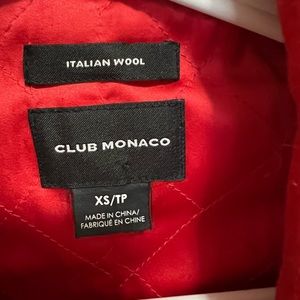 ITALIAN WOOL
CLUB MONACO
XS/TP
MADE IN CHINA/
FABRIQUÉ EN CHINE